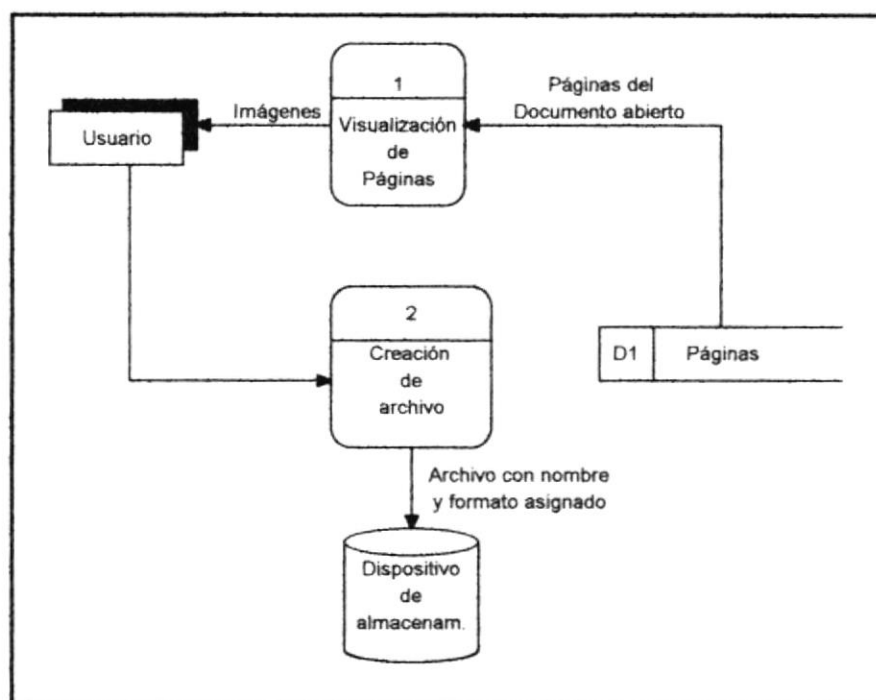 1
Visualización
de
Páginas
Imágenes
Usuario
Páginas del
Documento abierto
2
Creación
de
archivo
D1
Páginas
Archivo con nombre
y formato asignado
Dispositivo
de
almacenam.